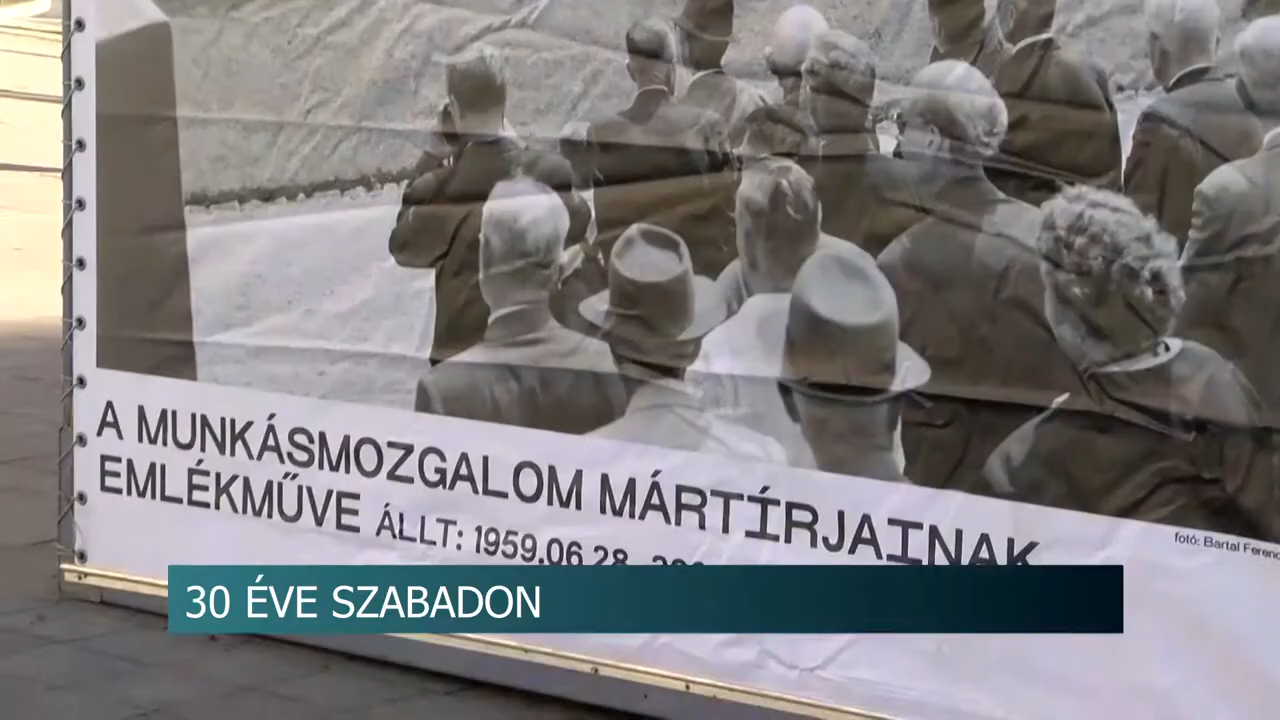 A MUNKÁSMOZGALOM MÁRTÍRJAINAK
EMLÉKMŰVE ÁLLT: 1959.06.28.
fotó: Bartal Ferenc
30 ÉVE SZABADON